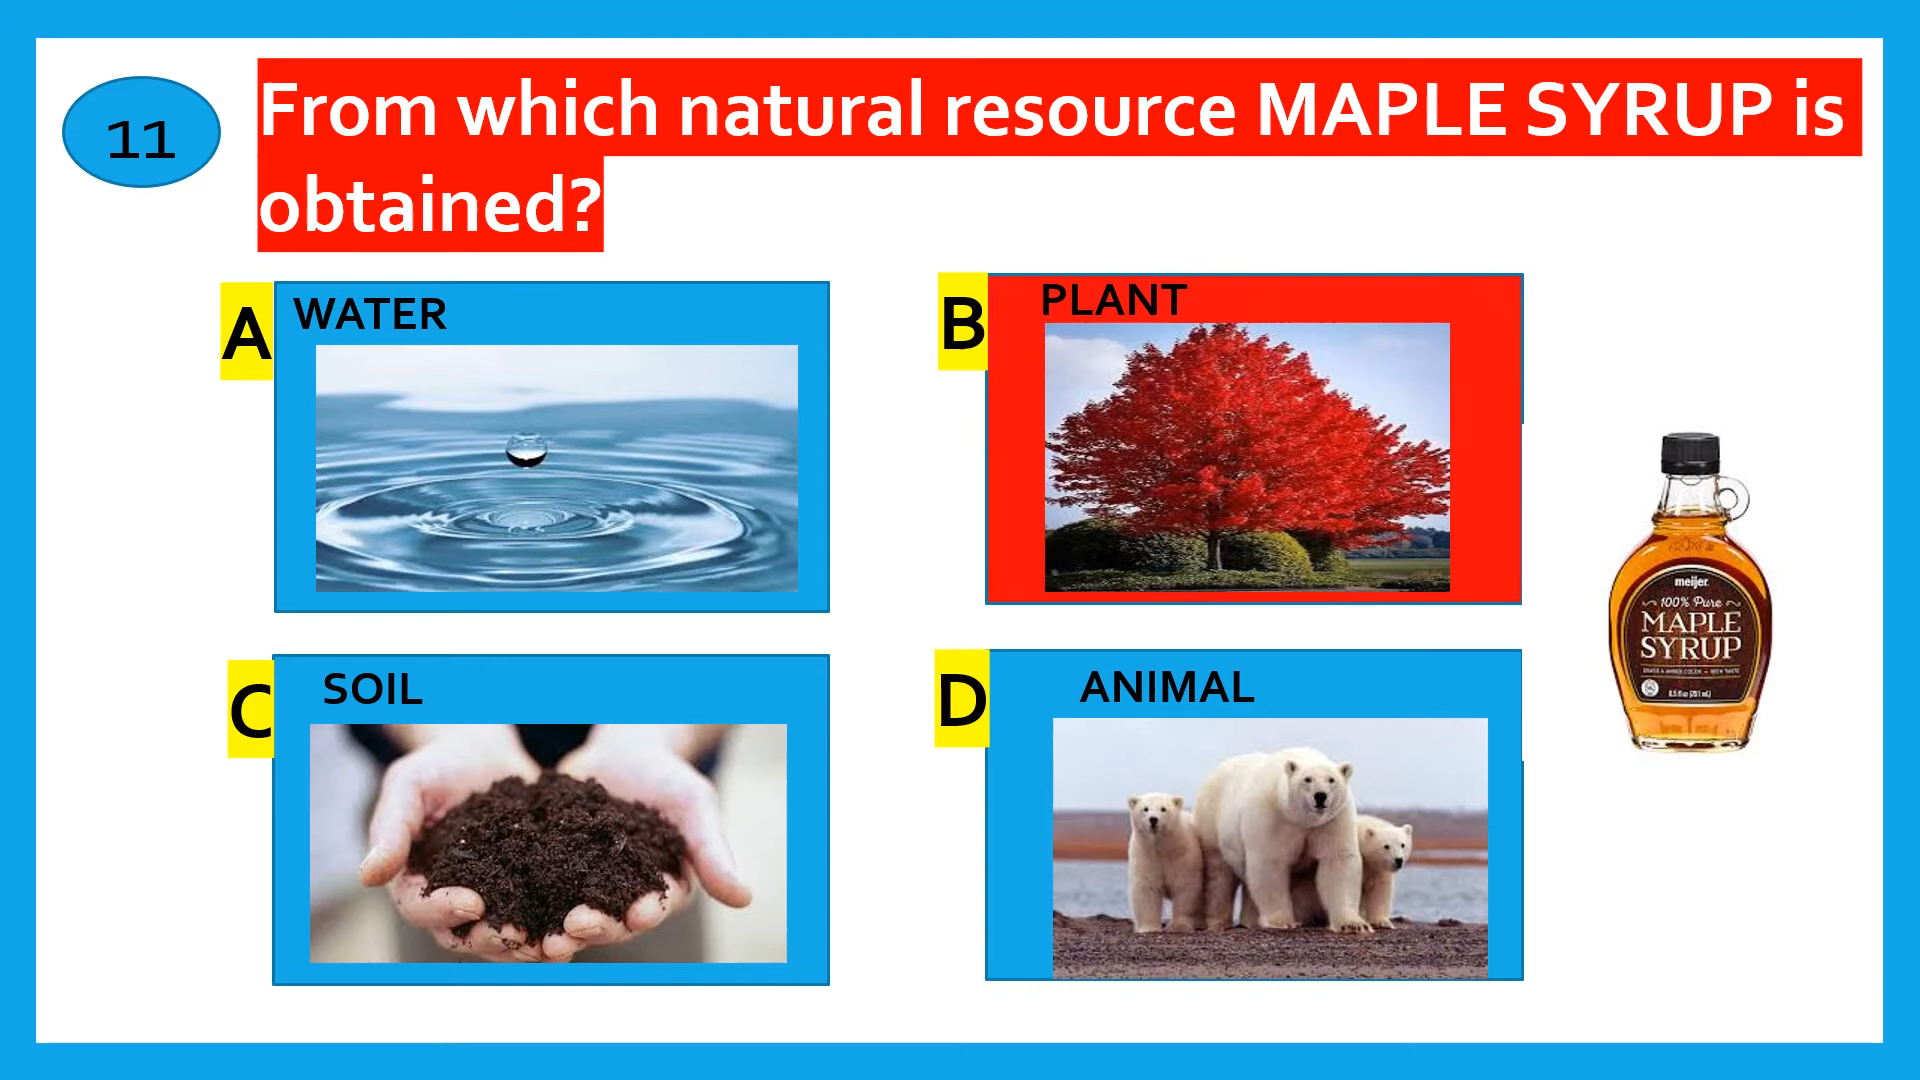 11
From which natural resource MAPLE SYRUP is
obtained?
A
WATER
B
PLANT
C
SOIL
D
ANIMAL
meijer
100% Pure
MAPLE
SYRUP